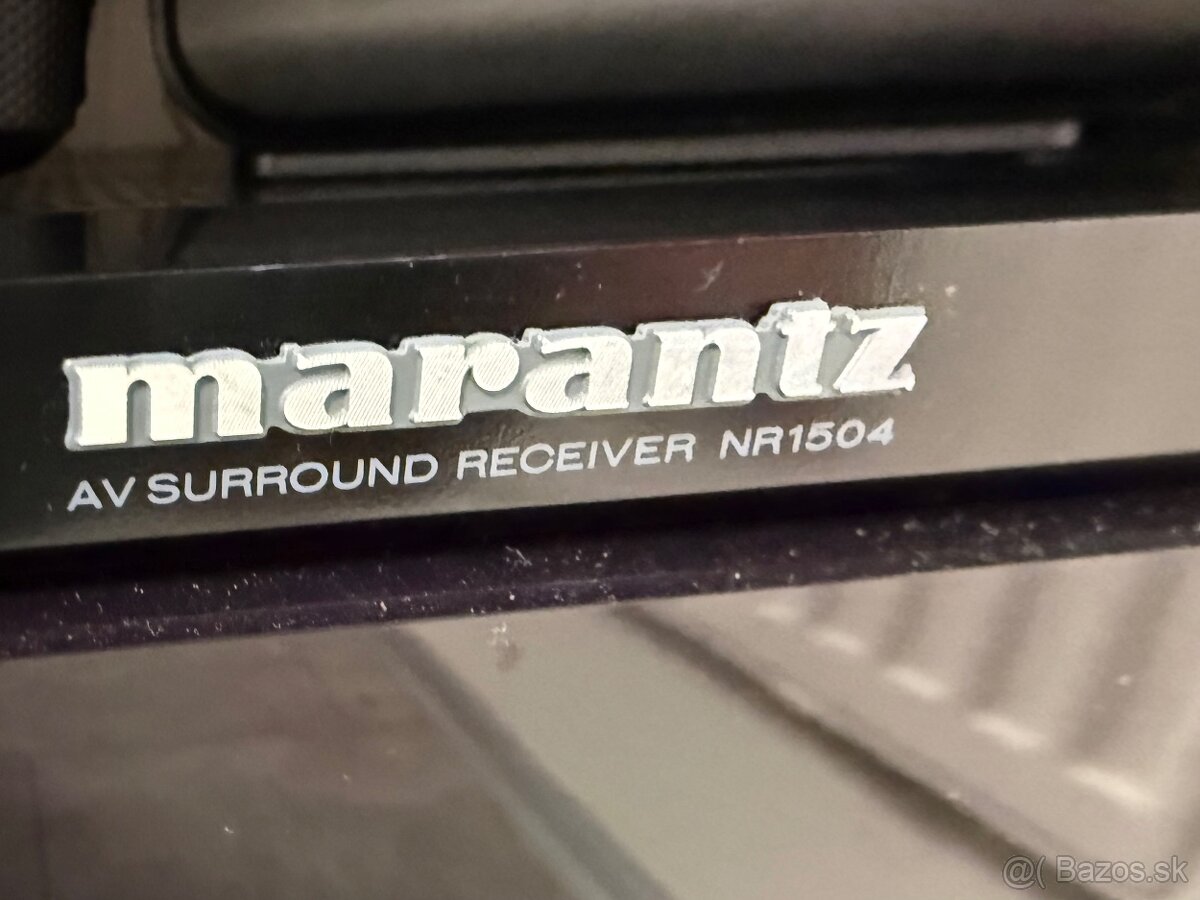 marantz
AV SURROUND RECEIVER NR1504
@( Bazos.sk